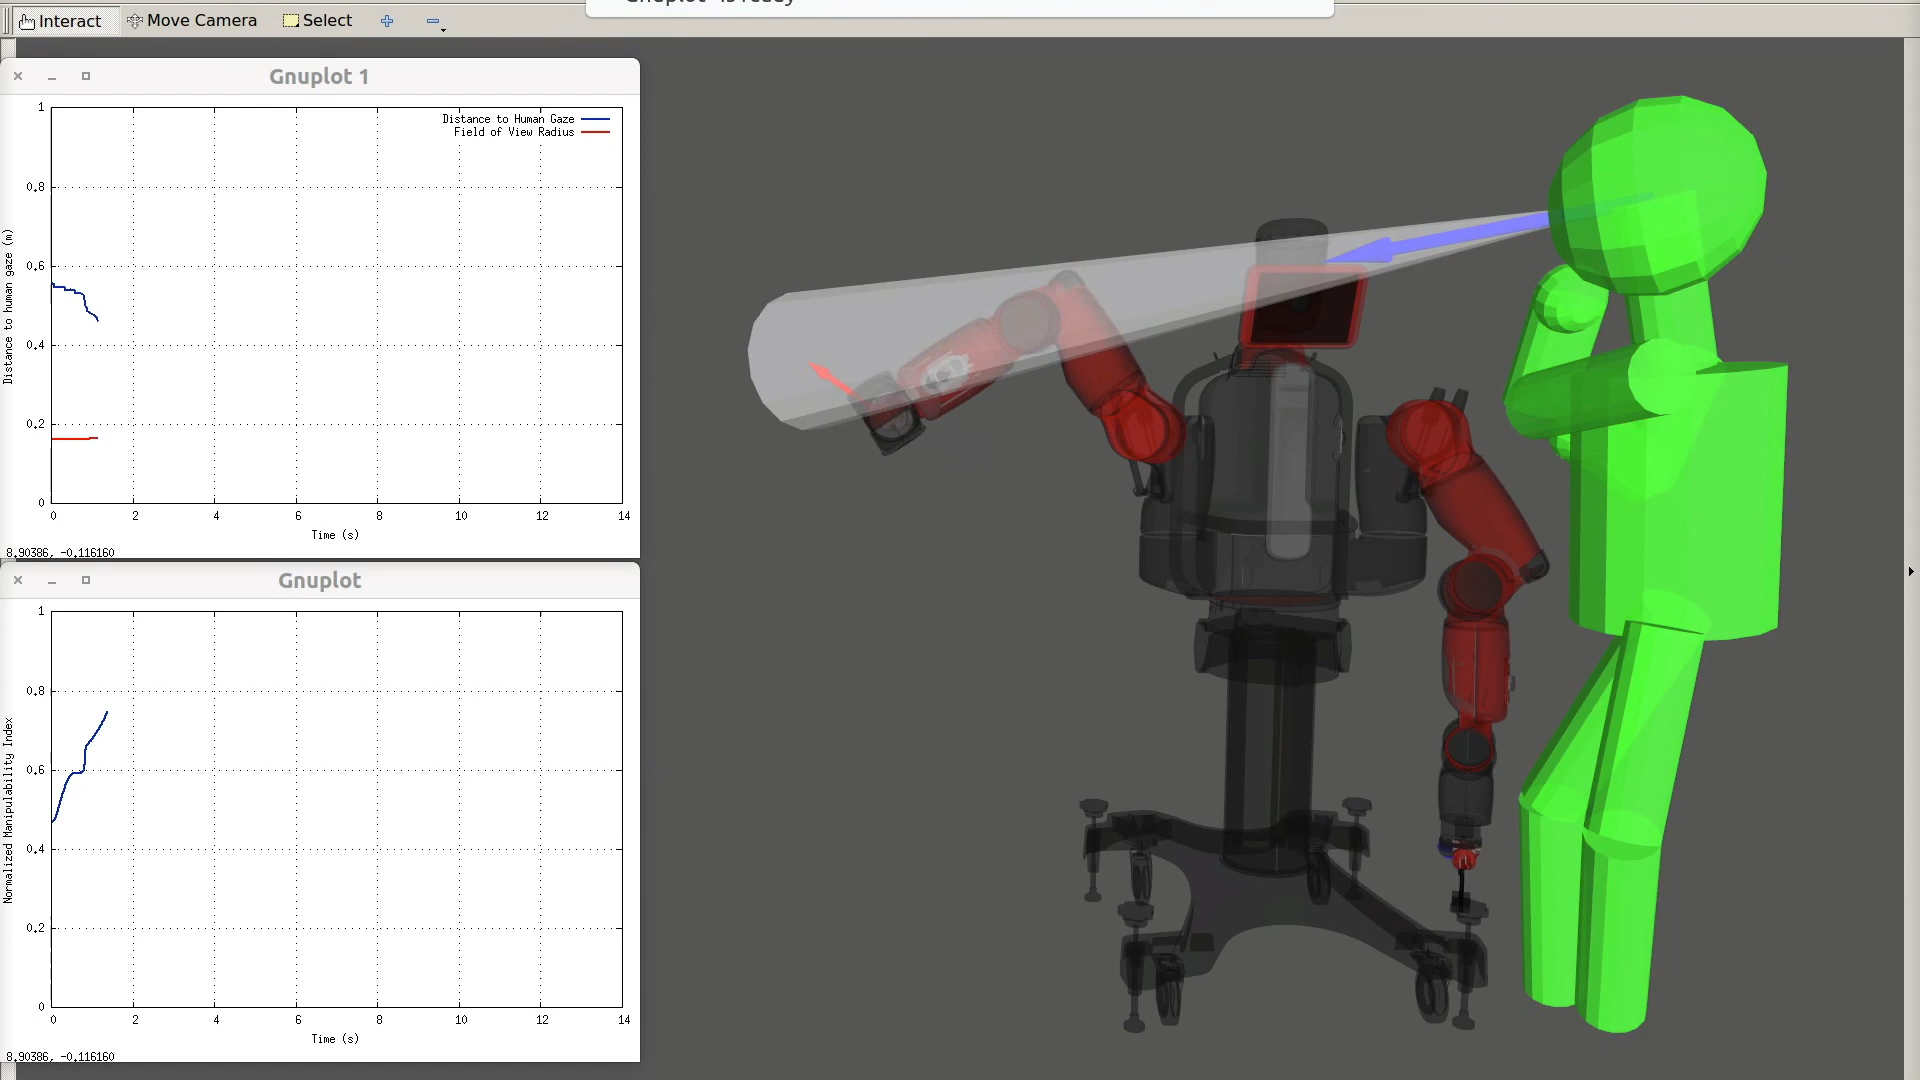 Gnuplot is ready
Interact
Move Camera
Select
Gnuplot 1
Distance to Human Gaze
Field of View Radius
1
0.8
0.6
0.4
0.2
0
Distance to human gaze (m)
0 2 4 6 8 10 12 14
Time (s)
8.90386, -0.116160
Gnuplot
1
0.8
0.6
0.4
0.2
0
Normalized Manipulability Index
0 2 4 6 8 10 12 14
Time (s)
8.90386, -0.116160